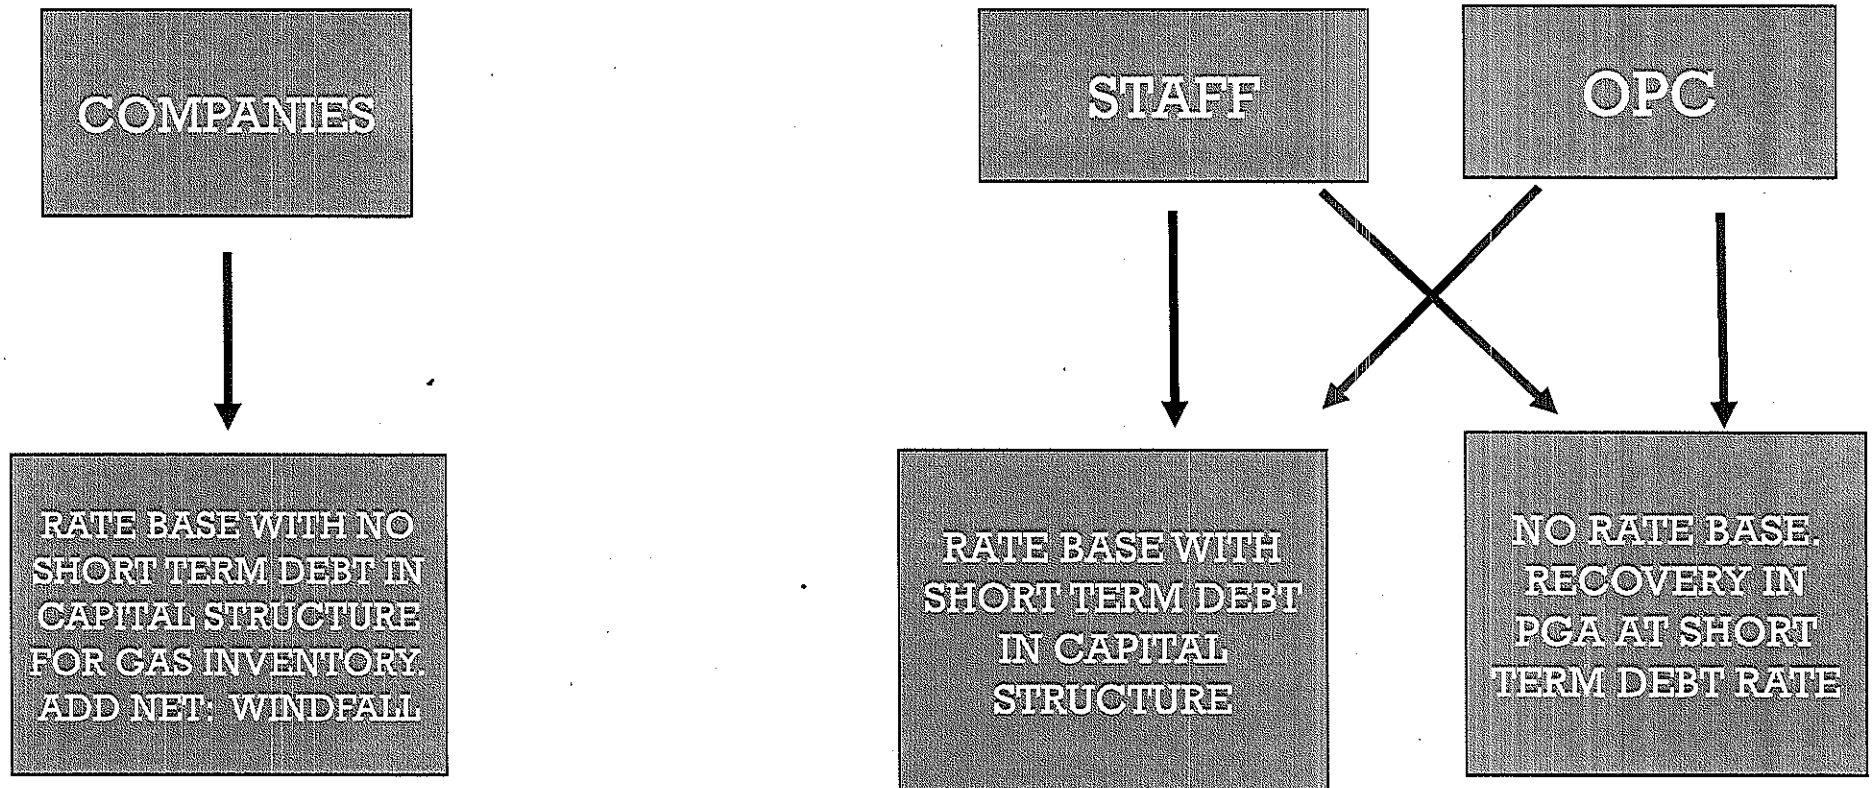 COMPANIES
STAFF
OPC
RATE BASE WITH NO
SHORT TERM DEBT IN
CAPITAL STRUCTURE
FOR GAS INVENTORY.
ADD NET: WINDFALL
RATE BASE WITH
SHORT TERM DEBT
IN CAPITAL
STRUCTURE
NO RATE BASE.
RECOVERY IN
PGA AT SHORT
TERM DEBT RATE